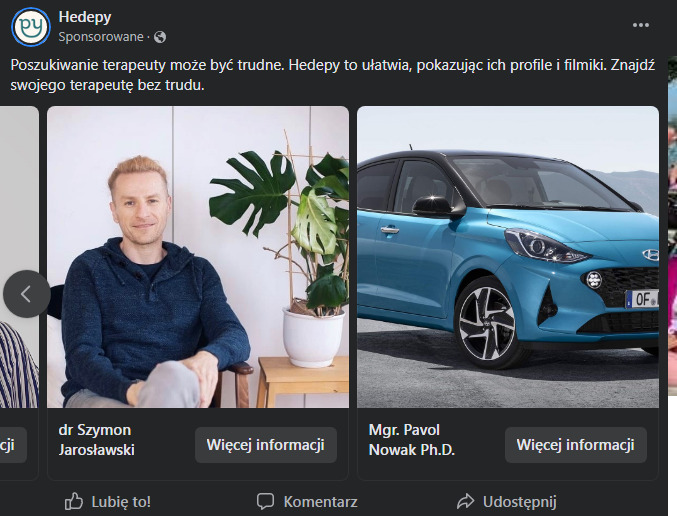 py
Hedepy
Sponsorowane ·
Poszukiwanie terapeuty może być trudne. Hedepy to ułatwia, pokazując ich profile i filmiki. Znajdź
swojego terapeutę bez trudu.
OF
cji
dr Szymon
Jarosławski
Więcej informacji
Mgr. Pavol
Nowak Ph.D.
Więcej informacji
Lubię to!
Komentarz
Udostępnij